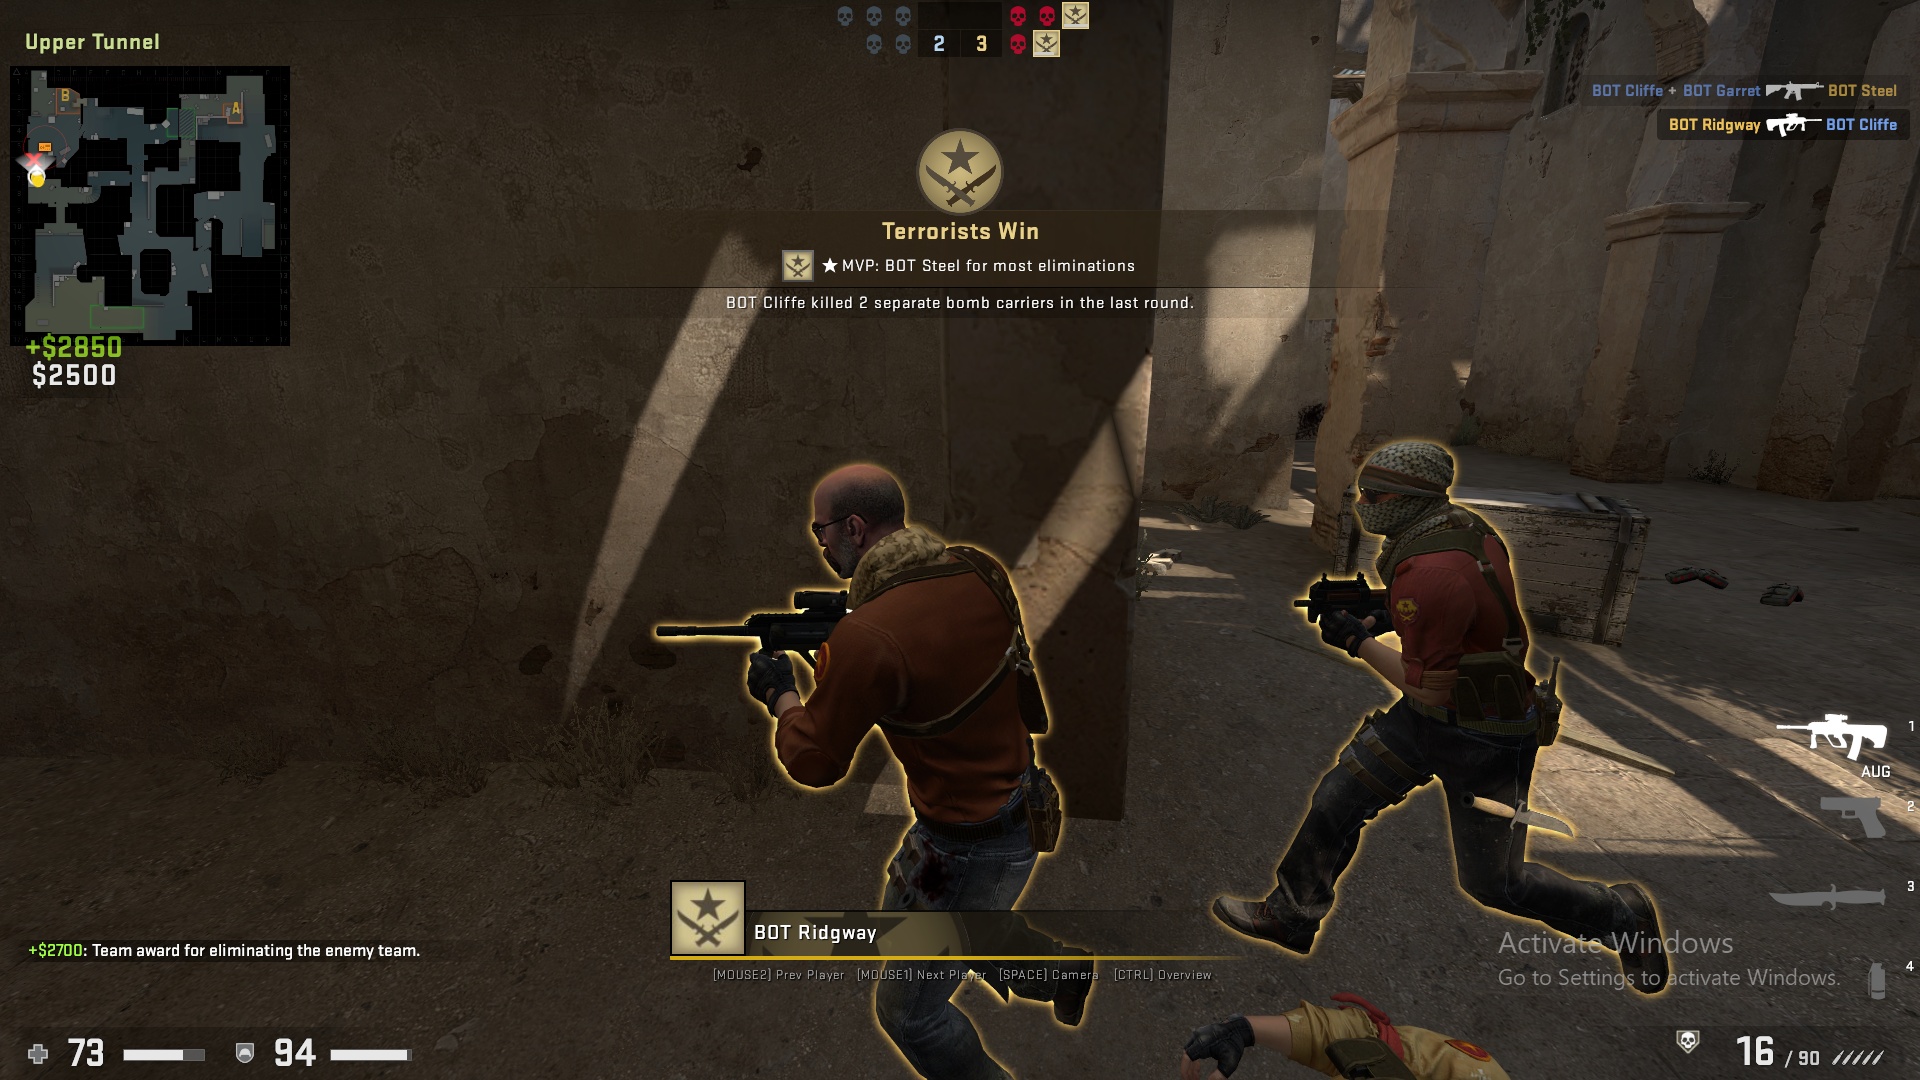 Upper Tunnel
B
A
2 3
BOT Cliffe + BOT Garret BOT Steel
BOT Ridgway BOT Cliffe
Terrorists Win
MVP: BOT Steel for most eliminations
BOT Cliffe killed 2 separate bomb carriers in the last round.
+$2850
$2500
1
AUG
2
3
4
BOT Ridgway
[MOUSE2] Prev Player [MOUSE1] Next Player [SPACE] Camera [CTRL] Overview
+$2700: Team award for eliminating the enemy team.
Activate Windows
Go to Settings to activate Windows.
73 94
16 / 90